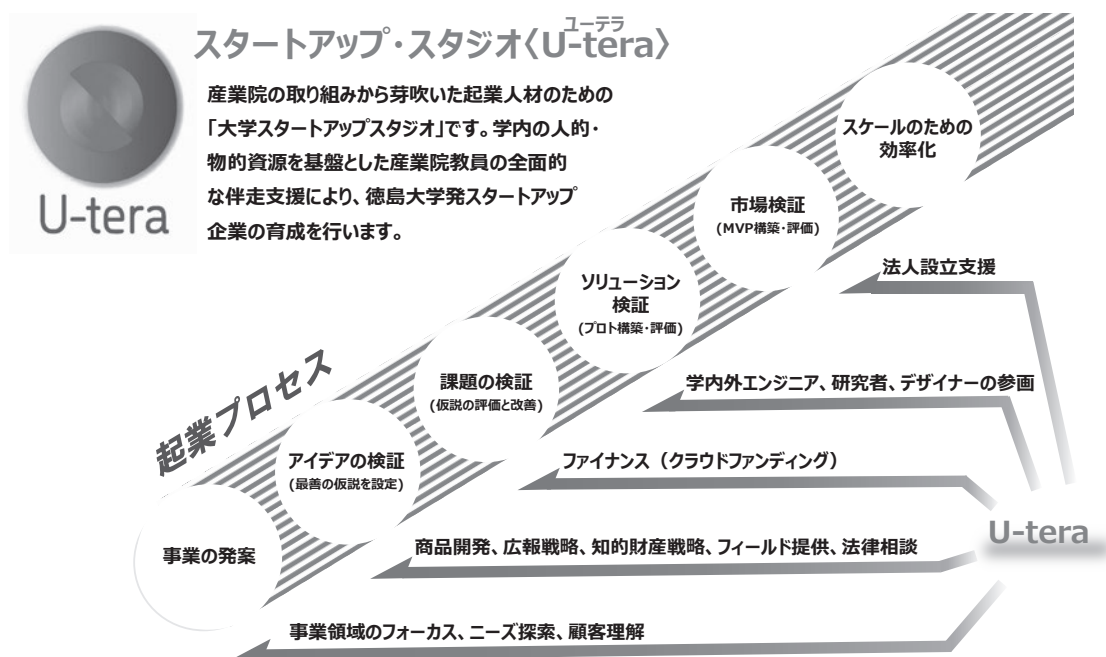 ユーテラ
スタートアップ・スタジオ〈U-tera〉
産業院の取り組みから芽吹いた起業人材のための
「大学スタートアップスタジオ」です。学内の人的・
物的資源を基盤とした産業院教員の全面的
な伴走支援により、徳島大学発スタートアップ
企業の育成を行います。
U-tera
起業プロセス
事業の発案
アイデアの検証
(最善の仮説を設定)
課題の検証
(仮説の評価と改善)
ソリューション
検証
(プロト構築・評価)
市場検証
(MVP構築・評価)
スケールのための
効率化
法人設立支援
学内外エンジニア、研究者、デザイナーの参画
ファイナンス（クラウドファンディング）
商品開発、広報戦略、知的財産戦略、フィールド提供、法律相談
事業領域のフォーカス、ニーズ探索、顧客理解
U-tera